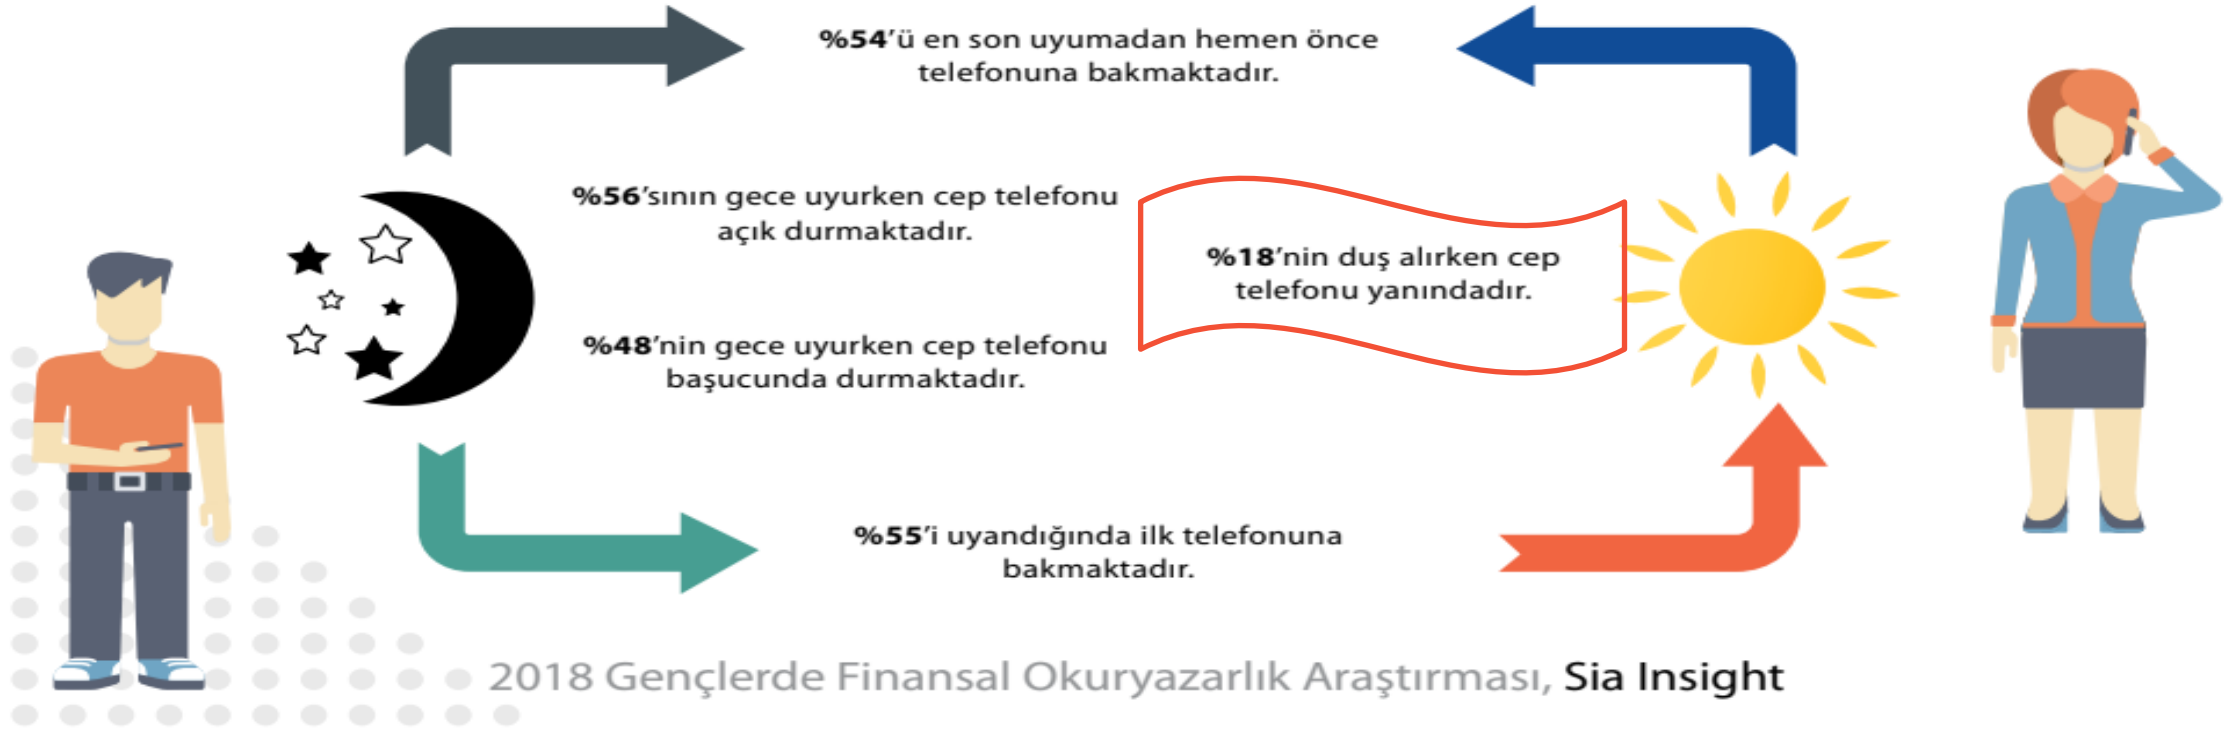 %54'ü en son uyumadan hemen önce
telefonuna bakmaktadır.
%56'sının gece uyurken cep telefonu
açık durmaktadır.
%18'nin duş alırken cep
telefonu yanındadır.
%48'nin gece uyurken cep telefonu
başucunda durmaktadır.
%55'i uyandığında ilk telefonuna
bakmaktadır.
2018 Gençlerde Finansal Okuryazarlık Araştırması, Sia Insight